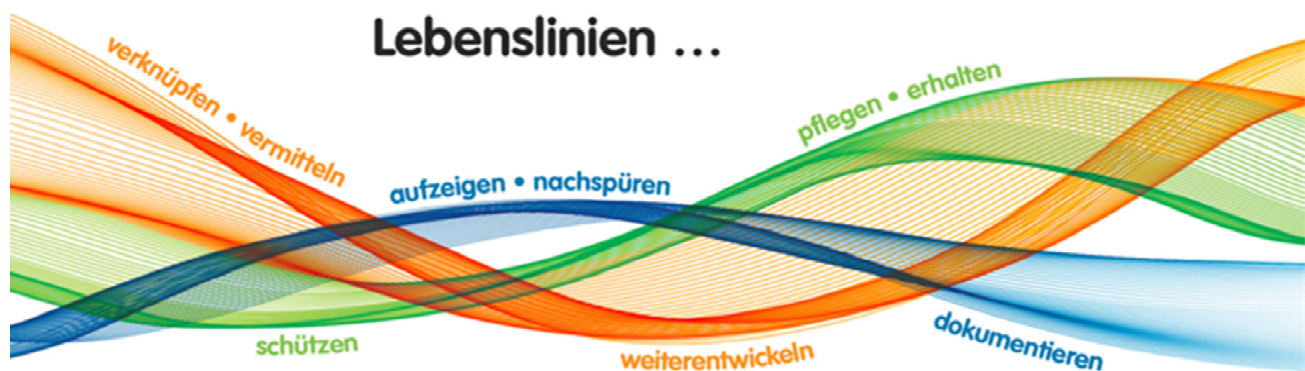 Lebenslinien ...
verknüpfen • vermitteln
pflegen • erhalten
aufzeigen • nachspüren
schützen
weiterentwickeln
dokumentieren